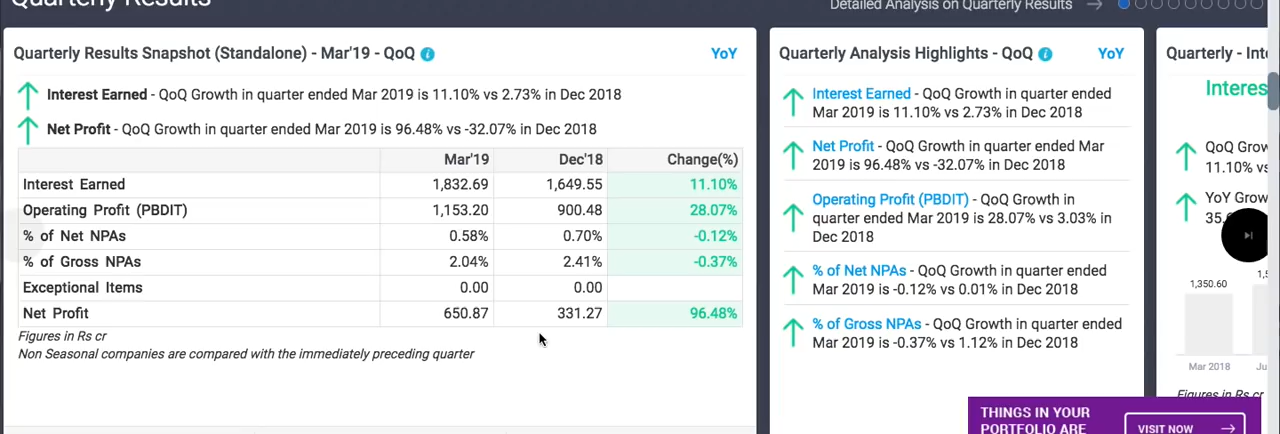 Quarterly Results
Detailed Analysis on Quarterly Results
Quarterly Results Snapshot (Standalone) - Mar'19 - QoQ
YoY
Interest Earned - QoQ Growth in quarter ended Mar 2019 is 11.10% vs 2.73% in Dec 2018
Net Profit - QoQ Growth in quarter ended Mar 2019 is 96.48% vs -32.07% in Dec 2018
Mar'19 Dec'18 Change(%)
Interest Earned 1,832.69 1,649.55 11.10%
Operating Profit (PBDIT) 1,153.20 900.48 28.07%
% of Net NPAs 0.58% 0.70% -0.12%
% of Gross NPAs 2.04% 2.41% -0.37%
Exceptional Items 0.00 0.00
Net Profit 650.87 331.27 96.48%
Figures in Rs cr
Non Seasonal companies are compared with the immediately preceding quarter
Quarterly Analysis Highlights - QoQ
YoY
Interest Earned - QoQ Growth in quarter ended
Mar 2019 is 11.10% vs 2.73% in Dec 2018
Net Profit - QoQ Growth in quarter ended Mar
2019 is 96.48% vs -32.07% in Dec 2018
Operating Profit (PBDIT) - QoQ Growth in
quarter ended Mar 2019 is 28.07% vs 3.03% in
Dec 2018
% of Net NPAs - QoQ Growth in quarter ended
Mar 2019 is -0.12% vs 0.01% in Dec 2018
% of Gross NPAs - QoQ Growth in quarter ended
Mar 2019 is -0.37% vs 1.12% in Dec 2018
Quarterly - Inte
Interes
QoQ Grow
11.10% vs
YoY Grow
35.
1,350.60
1,5
Mar 2018 Ju
Figures in Rs cr
THINGS IN YOUR
PORTFOLIO ARE
VISIT NOW